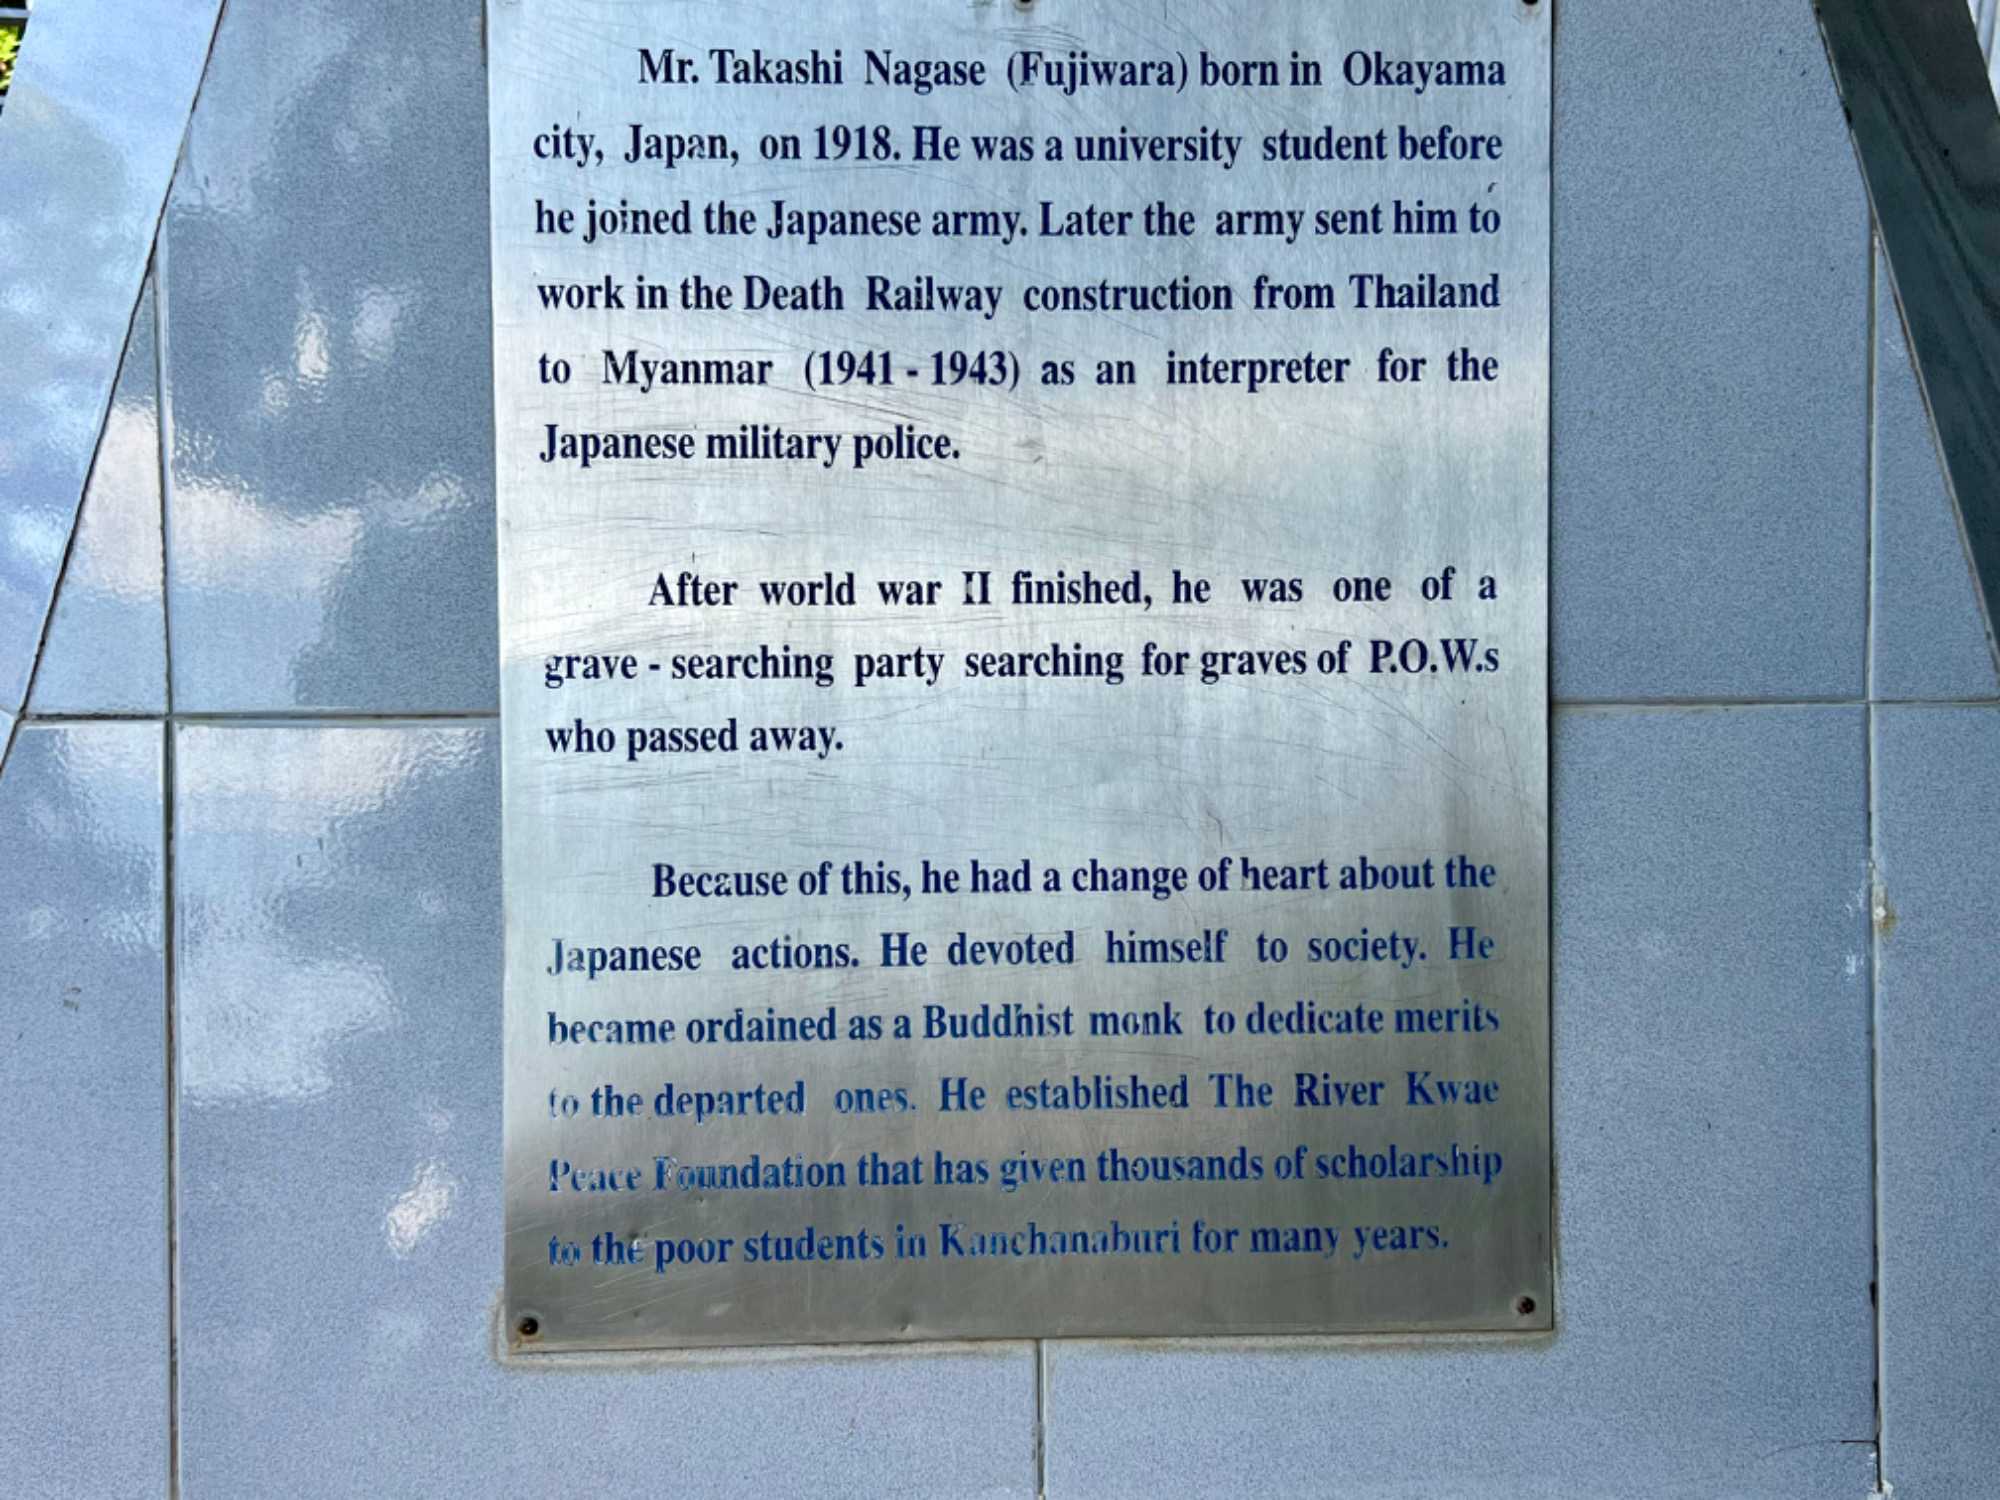 Mr. Takashi Nagase (Fujiwara) born in Okayama
city, Japan, on 1918. He was a university student before
he joined the Japanese army. Later the army sent him to
work in the Death Railway construction from Thailand
to Myanmar (1941 - 1943) as an interpreter for the
Japanese military police.
After world war II finished, he was one of a
grave - searching party searching for graves of P.O.W.s
who passed away.
Because of this, he had a change of heart about the
Japanese actions. He devoted himself to society. He
became ordained as a Buddhist monk to dedicate merits
to the departed ones. He established The River Kwae
Peace Foundation that has given thousands of scholarship
to the poor students in Kanchanaburi for many years.